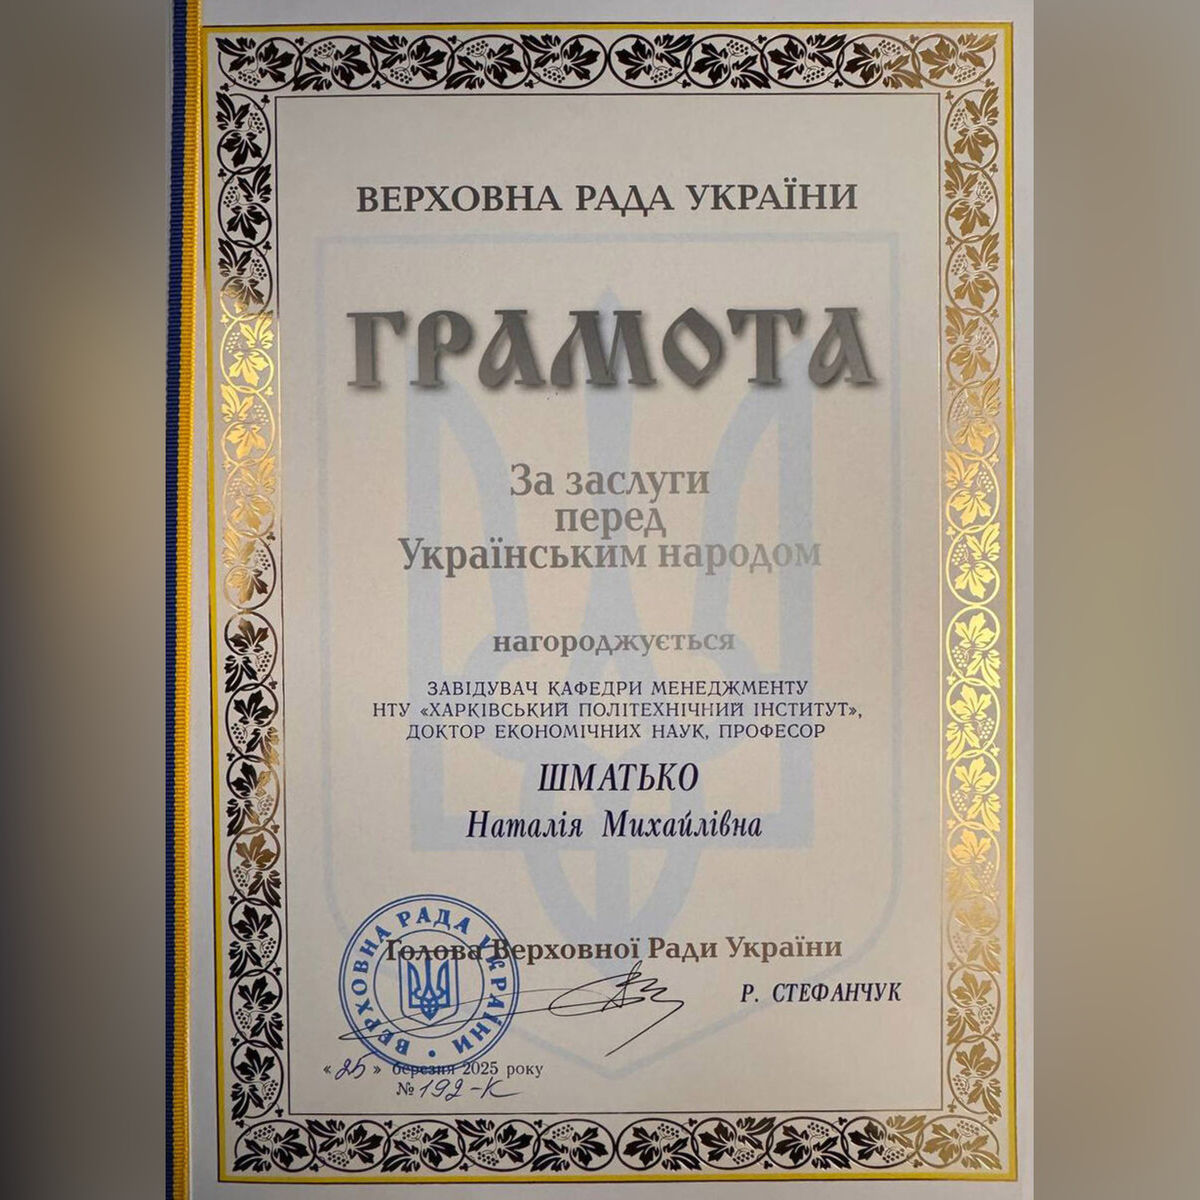 ВЕРХОВНА РАДА УКРАЇНИ
ГРАМОТА
За заслуги
перед
Українським народом
нагороджується
ЗАВІДУВАЧ КАФЕДРИ МЕНЕДЖМЕНТУ
НТУ «ХАРКІВСЬКИЙ ПОЛІТЕХНІЧНИЙ ІНСТИТУТ»,
ДОКТОР ЕКОНОМІЧНИХ НАУК, ПРОФЕСОР
ШМАТЬКО
Наталія Михайлівна
Голова Верховної Ради України
Р. СТЕФАНЧУК
ВЕРХОВНА РАДА УКРАЇНИ
«25» березня 2025 року
№ 192-К